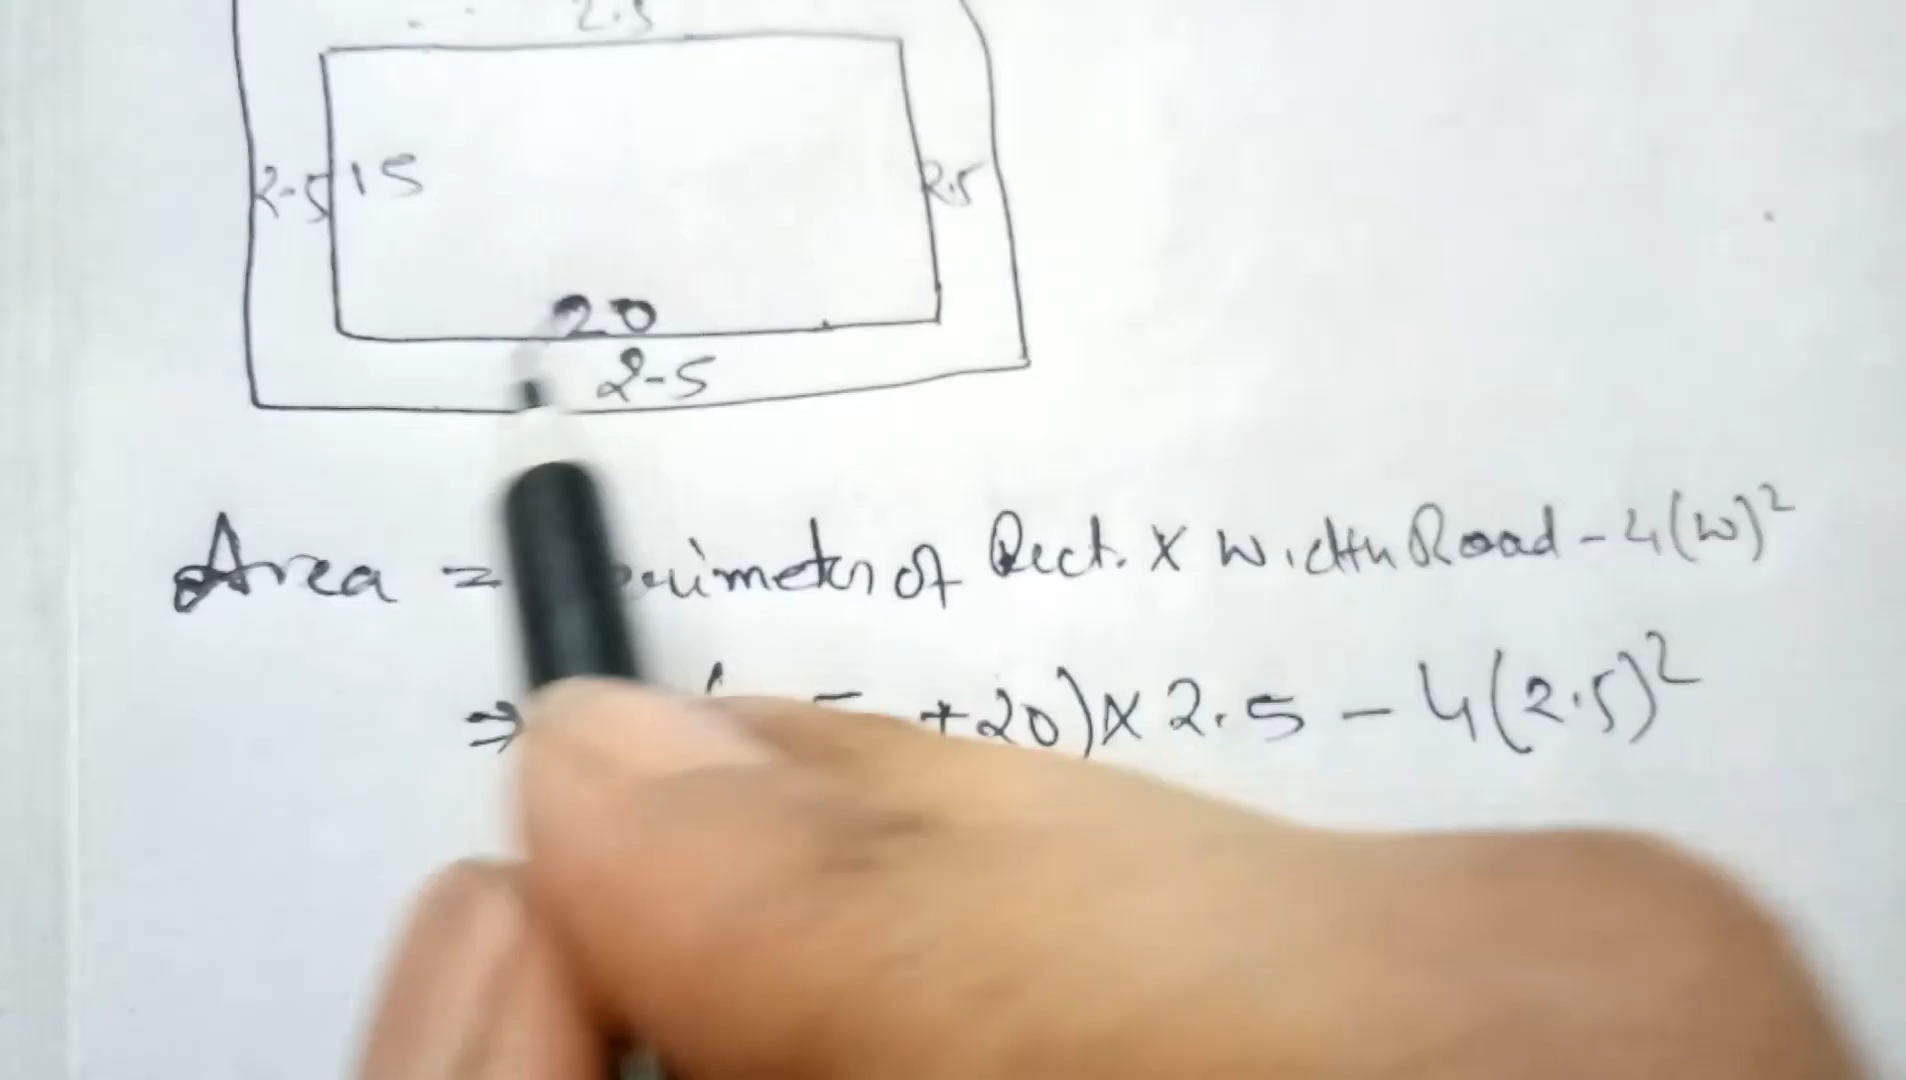 2.5
2-5 15 2.5
20
2-5
Area = Perimeter of Rect. × Width Road - 4(w)²
⇒ +20)×2.5 - 4(2.5)²